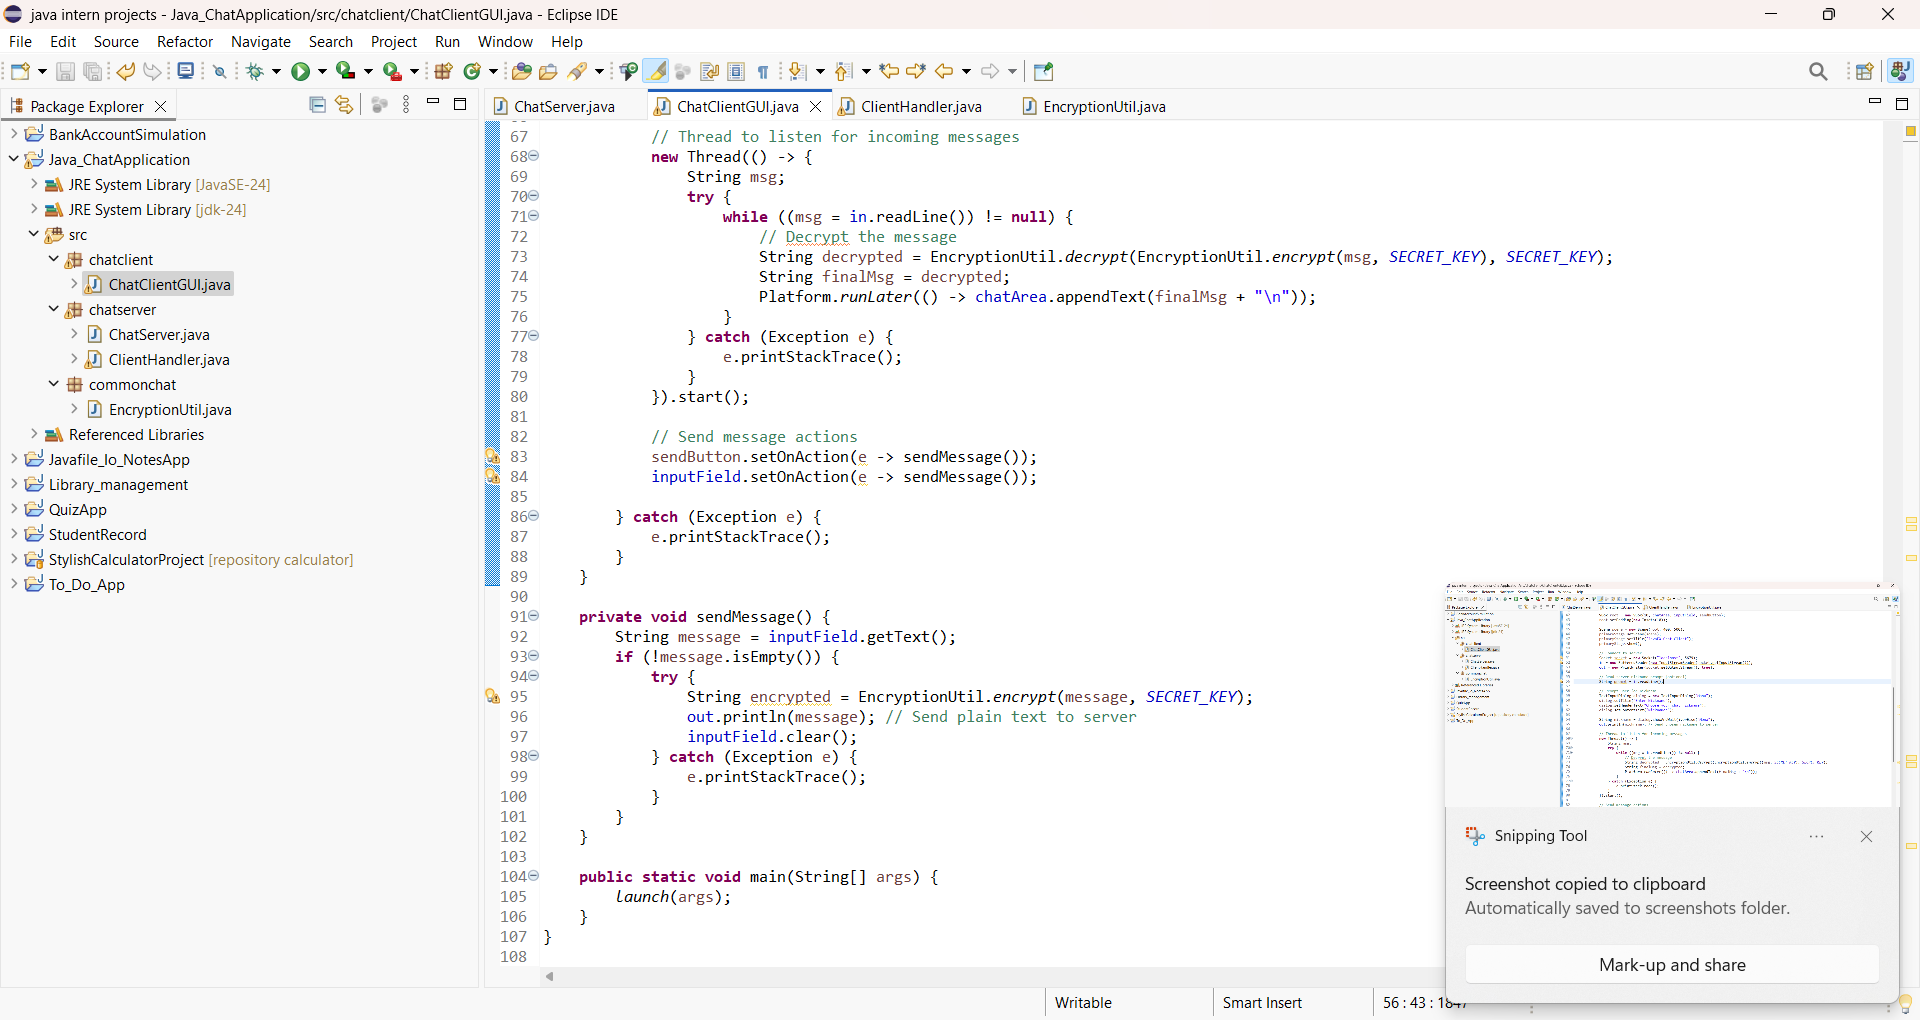 java intern projects - Java_ChatApplication/src/chatclient/ChatClientGUI.java - Eclipse IDE
File Edit Source Refactor Navigate Search Project Run Window Help
Package Explorer
BankAccountSimulation
Java_ChatApplication
JRE System Library [JavaSE-24]
JRE System Library [jdk-24]
src
chatclient
ChatClientGUI.java
chatserver
ChatServer.java
ClientHandler.java
commonchat
EncryptionUtil.java
Referenced Libraries
Javafile_Io_NotesApp
Library_management
QuizApp
StudentRecord
StylishCalculatorProject [repository calculator]
To_Do_App
ChatServer.java ChatClientGUI.java ClientHandler.java EncryptionUtil.java
67 // Thread to listen for incoming messages
68 new Thread(() -> {
69 String msg;
70 try {
71 while ((msg = in.readLine()) != null) {
72 // Decrypt the message
73 String decrypted = EncryptionUtil.decrypt(EncryptionUtil.encrypt(msg, SECRET_KEY), SECRET_KEY);
74 String finalMsg = decrypted;
75 Platform.runLater(() -> chatArea.appendText(finalMsg + "\n"));
76 }
77 } catch (Exception e) {
78 e.printStackTrace();
79 }
80 }).start();
81
82 // Send message actions
83 sendButton.setOnAction(e -> sendMessage());
84 inputField.setOnAction(e -> sendMessage());
85
86 } catch (Exception e) {
87 e.printStackTrace();
88 }
89 }
90
91 private void sendMessage() {
92 String message = inputField.getText();
93 if (!message.isEmpty()) {
94 try {
95 String encrypted = EncryptionUtil.encrypt(message, SECRET_KEY);
96 out.println(message); // Send plain text to server
97 inputField.clear();
98 } catch (Exception e) {
99 e.printStackTrace();
100 }
101 }
102 }
103
104 public static void main(String[] args) {
105 launch(args);
106 }
107 }
108
Snipping Tool
Screenshot copied to clipboard
Automatically saved to screenshots folder.
Mark-up and share
Writable Smart Insert 56 : 43 : 1847